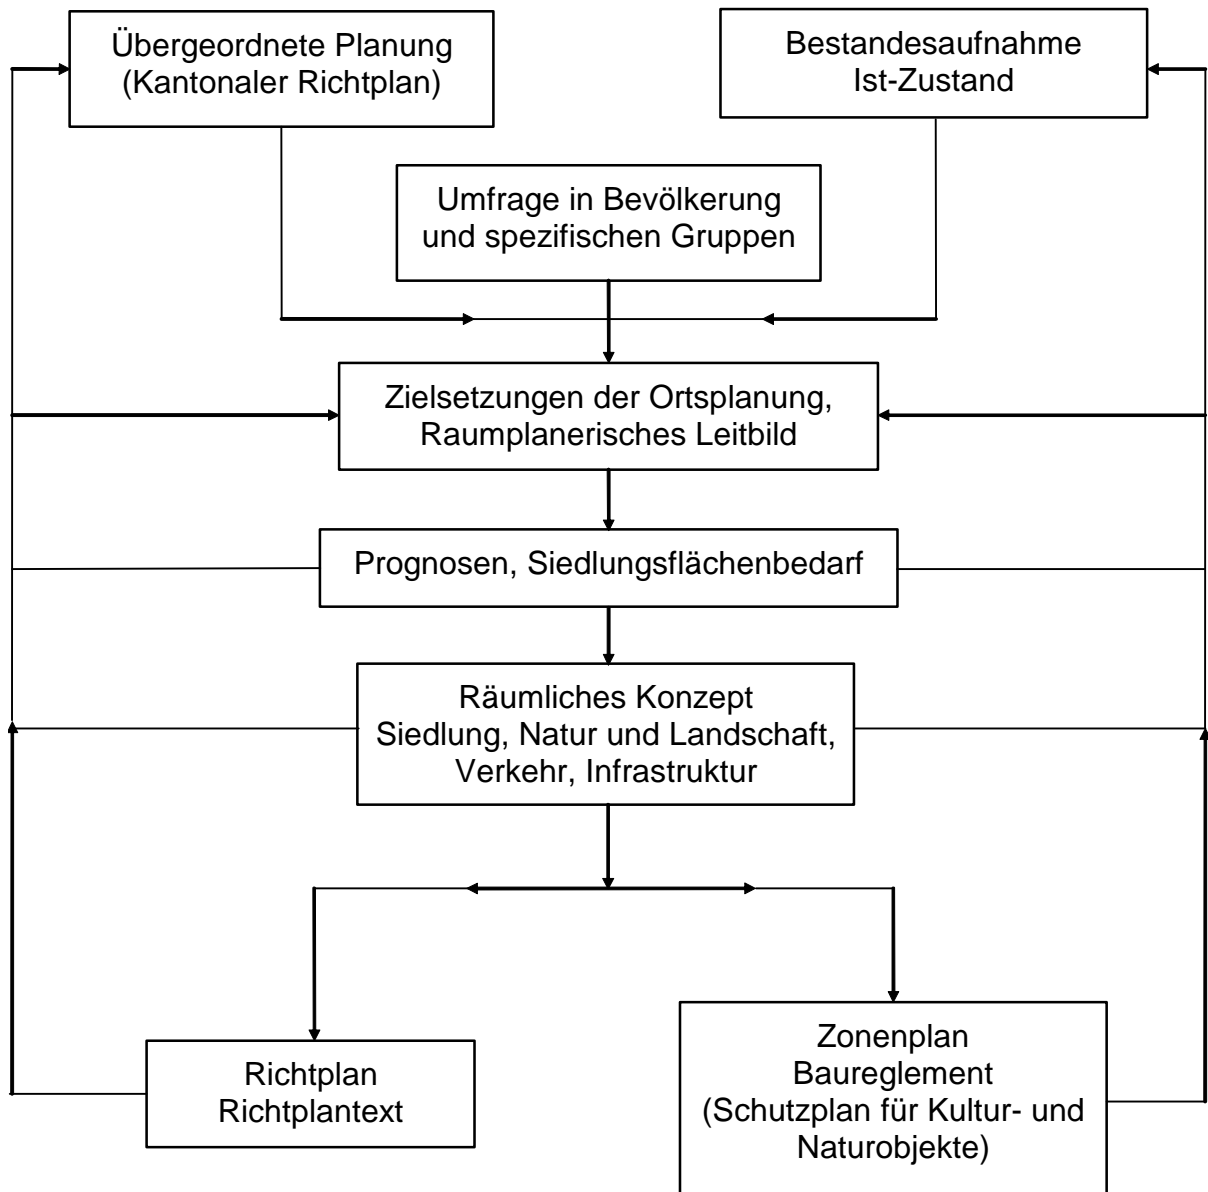 Übergeordnete Planung
(Kantonaler Richtplan)
Bestandesaufnahme
Ist-Zustand
Umfrage in Bevölkerung
und spezifischen Gruppen
Zielsetzungen der Ortsplanung,
Raumplanerisches Leitbild
Prognosen, Siedlungsflächenbedarf
Räumliches Konzept
Siedlung, Natur und Landschaft,
Verkehr, Infrastruktur
Richtplan
Richtplantext
Zonenplan
Baureglement
(Schutzplan für Kultur- und
Naturobjekte)